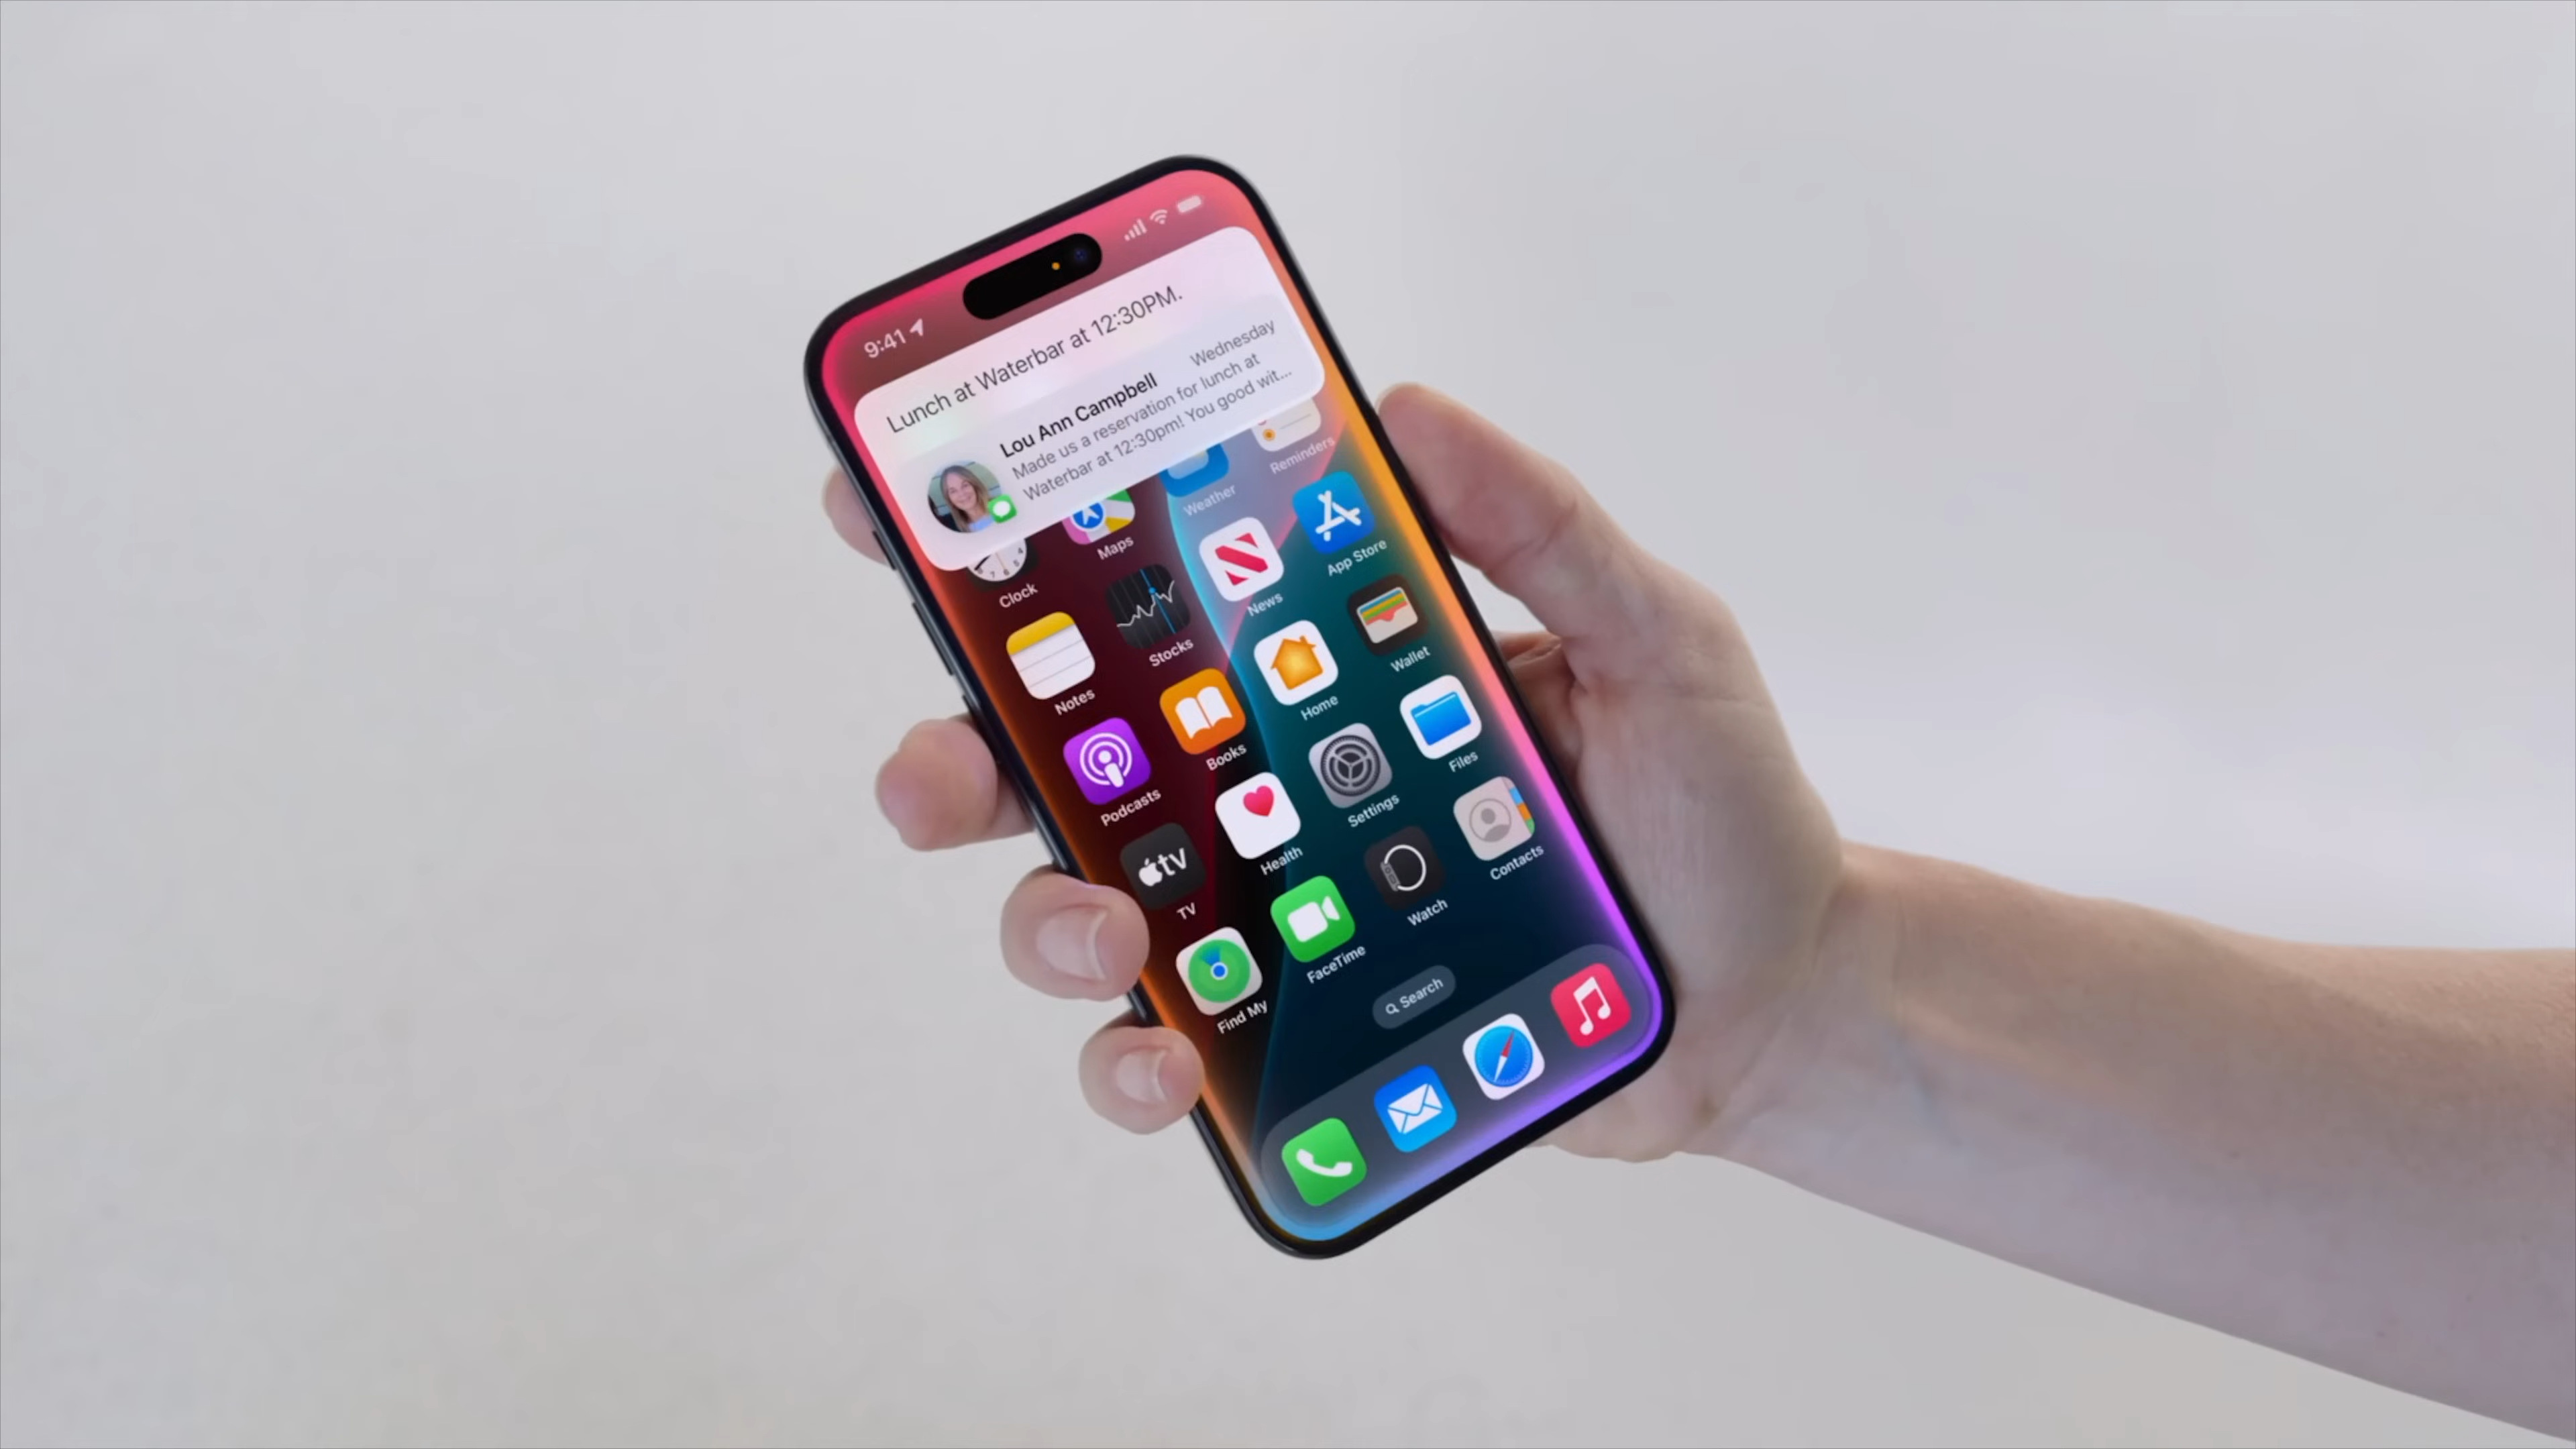 9:41
Lunch at Waterbar at 12:30PM.
Lou Ann Campbell
Wednesday
Made us a reservation for lunch at
Waterbar at 12:30pm! You good wit...
Clock
Maps
Weather
Reminders
Notes
Stocks
News
App Store
Podcasts
Books
Home
Wallet
TV
Health
Settings
Files
Find My
FaceTime
Watch
Contacts
Search
tv